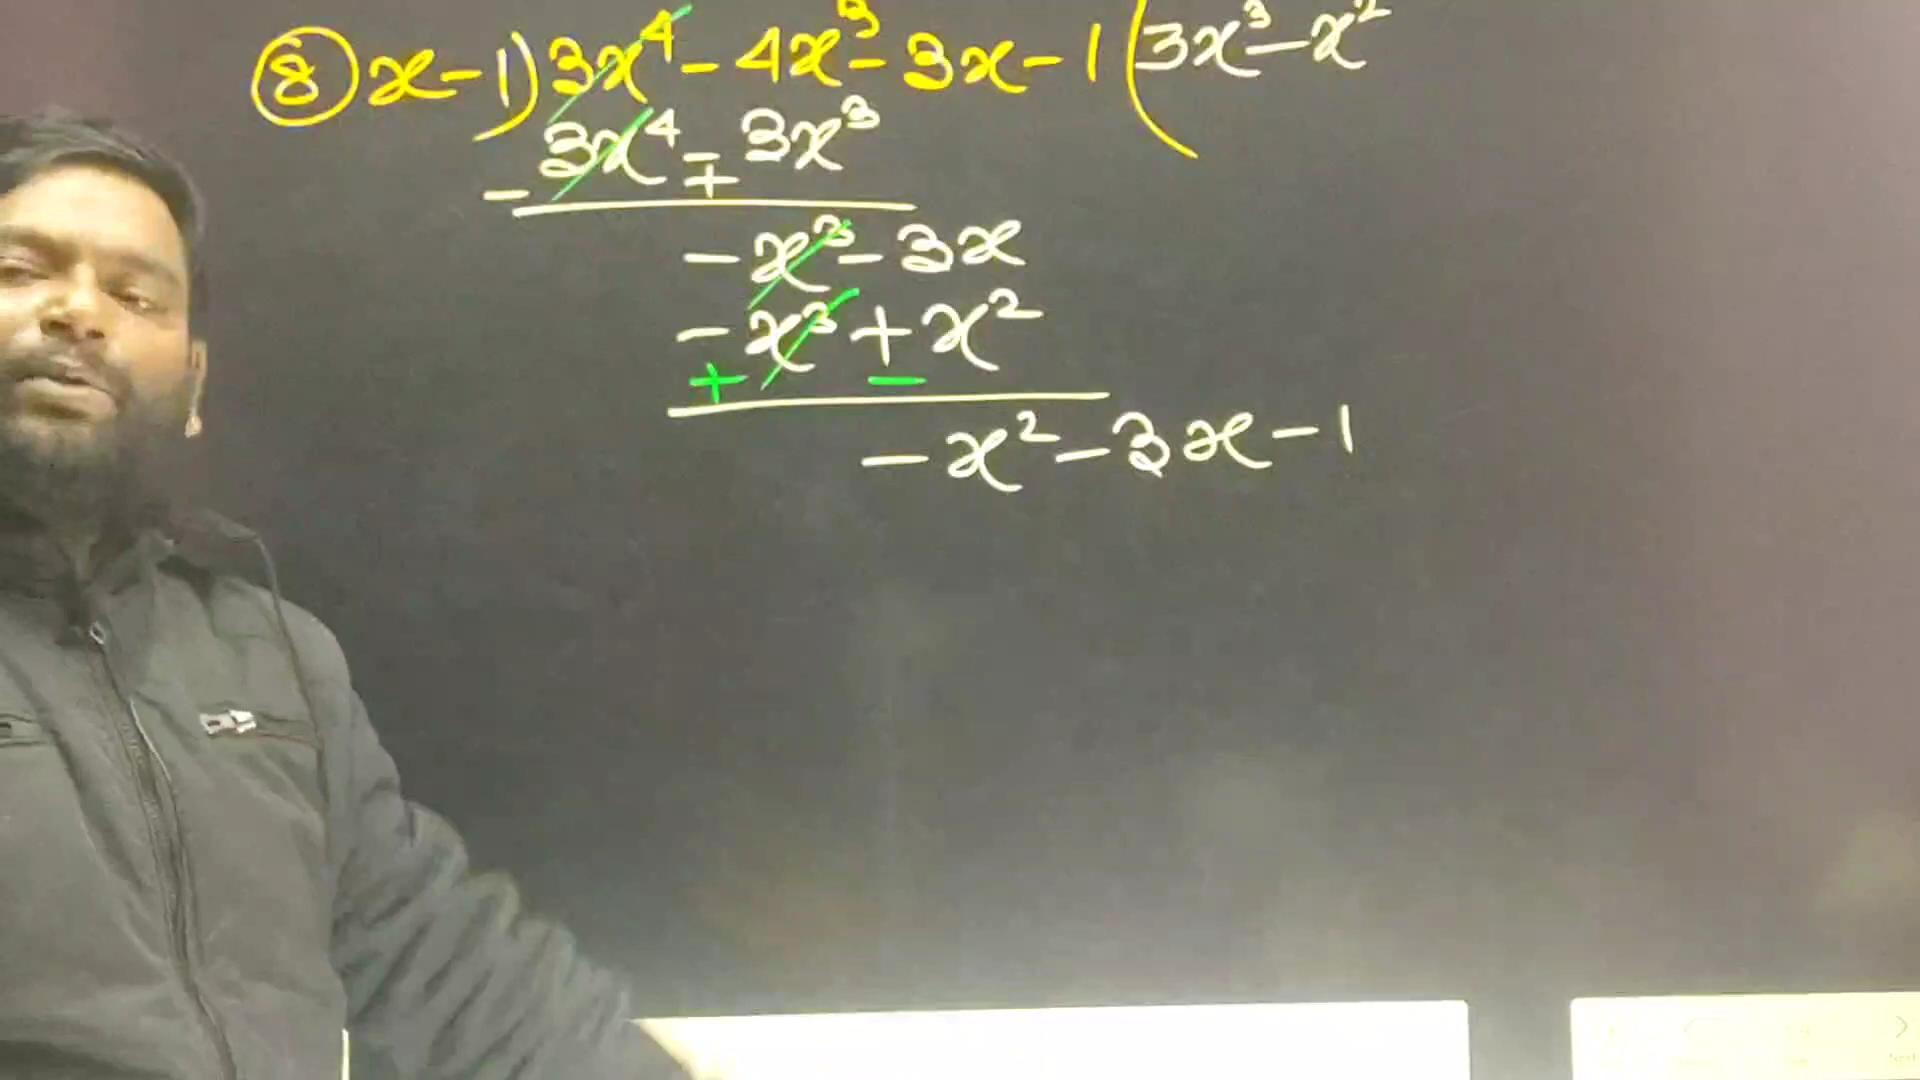 ⑧ x-1)3x⁴-4x³-3x-1(3x³-x²
3x⁴-3x³
- +
-x³-3x
-x³+x²
+ -
-x²-3x-1